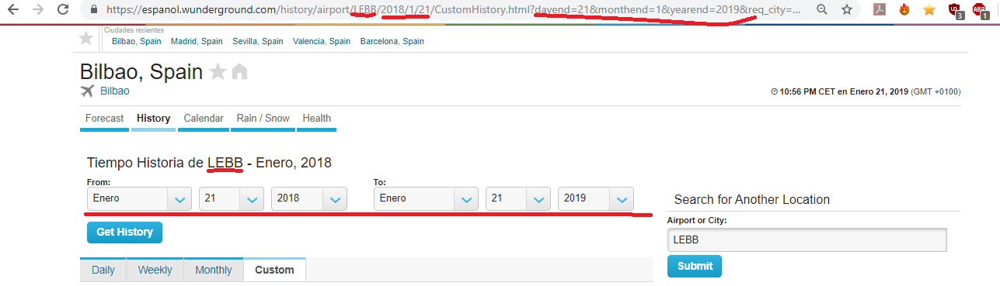 https://espanol.wunderground.com/history/airport/LEBB/2018/1/21/CustomHistory.html?dayend=21&monthend=1&yearend=2019&req_city=...
3
ABP
1
Ciudades recientes
Bilbao, Spain Madrid, Spain Sevilla, Spain Valencia, Spain Barcelona, Spain
Bilbao, Spain
Bilbao
10:56 PM CET en Enero 21, 2019 (GMT +0100)
Forecast History Calendar Rain / Snow Health
Tiempo Historia de LEBB - Enero, 2018
From: To:
Enero 21 2018 Enero 21 2019
Get History
Search for Another Location
Airport or City:
LEBB
Submit
Daily Weekly Monthly Custom